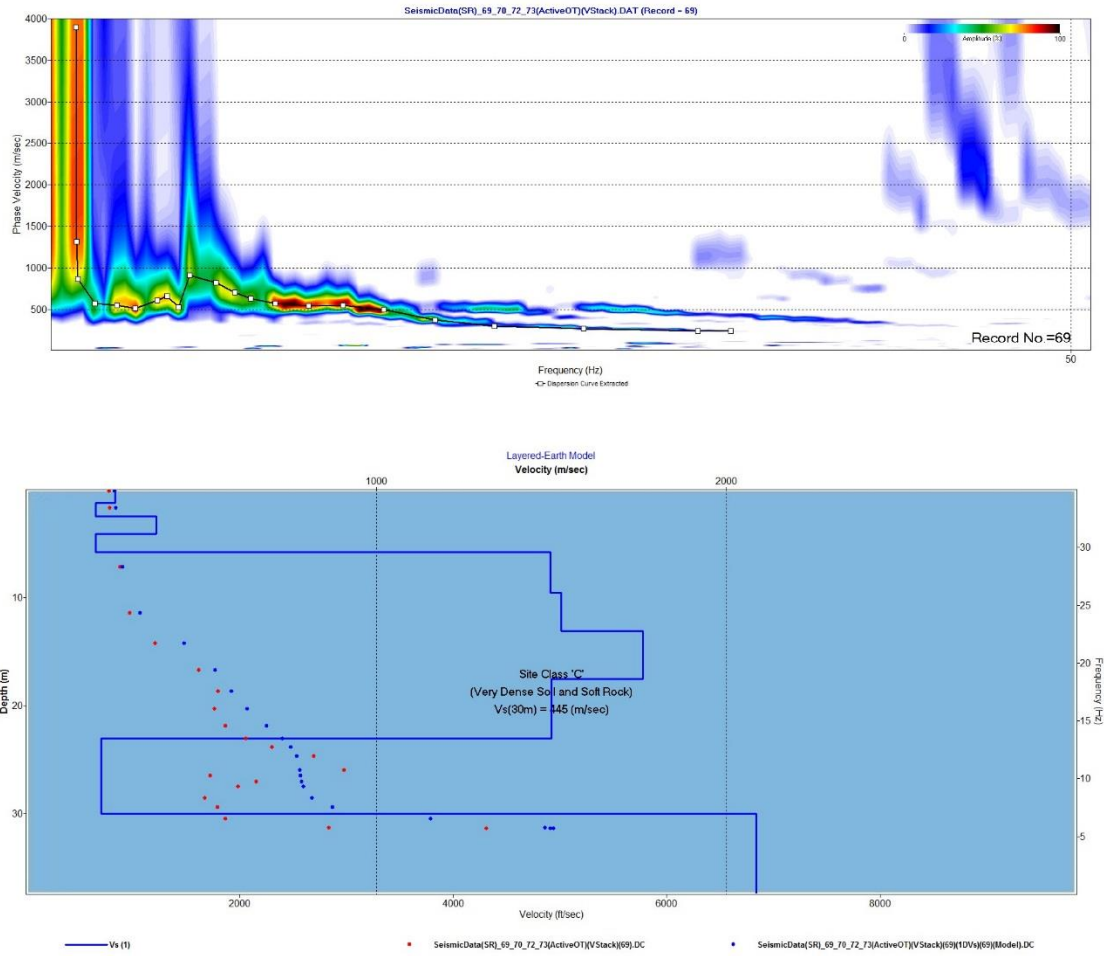 SeismicData(SR)_69_70_72_73(ActiveOT)(VStack).DAT (Record = 69)
4000
0
Amplitude (%)
100
3500
3000
2500
Phase Velocity (m/sec)
2000
1500
1000
500
Record No.=69
50
Frequency (Hz)
Dispersion Curve Extracted
Layered-Earth Model
Velocity (m/sec)
1000
2000
30
10
25
Site Class 'C'
20
(Very Dense Soil and Soft Rock)
Vs(30m) = 445 (m/sec)
Depth (m)
20
Frequency (Hz)
15
10
30
5
2000
4000
6000
8000
Velocity (ft/sec)
Vs (1)
SeismicData(SR)_69_70_72_73(ActiveOT)(VStack)(69).DC
SeismicData(SR)_69_70_72_73(ActiveOT)(VStack)(69)(1DVs)(69)(Model).DC